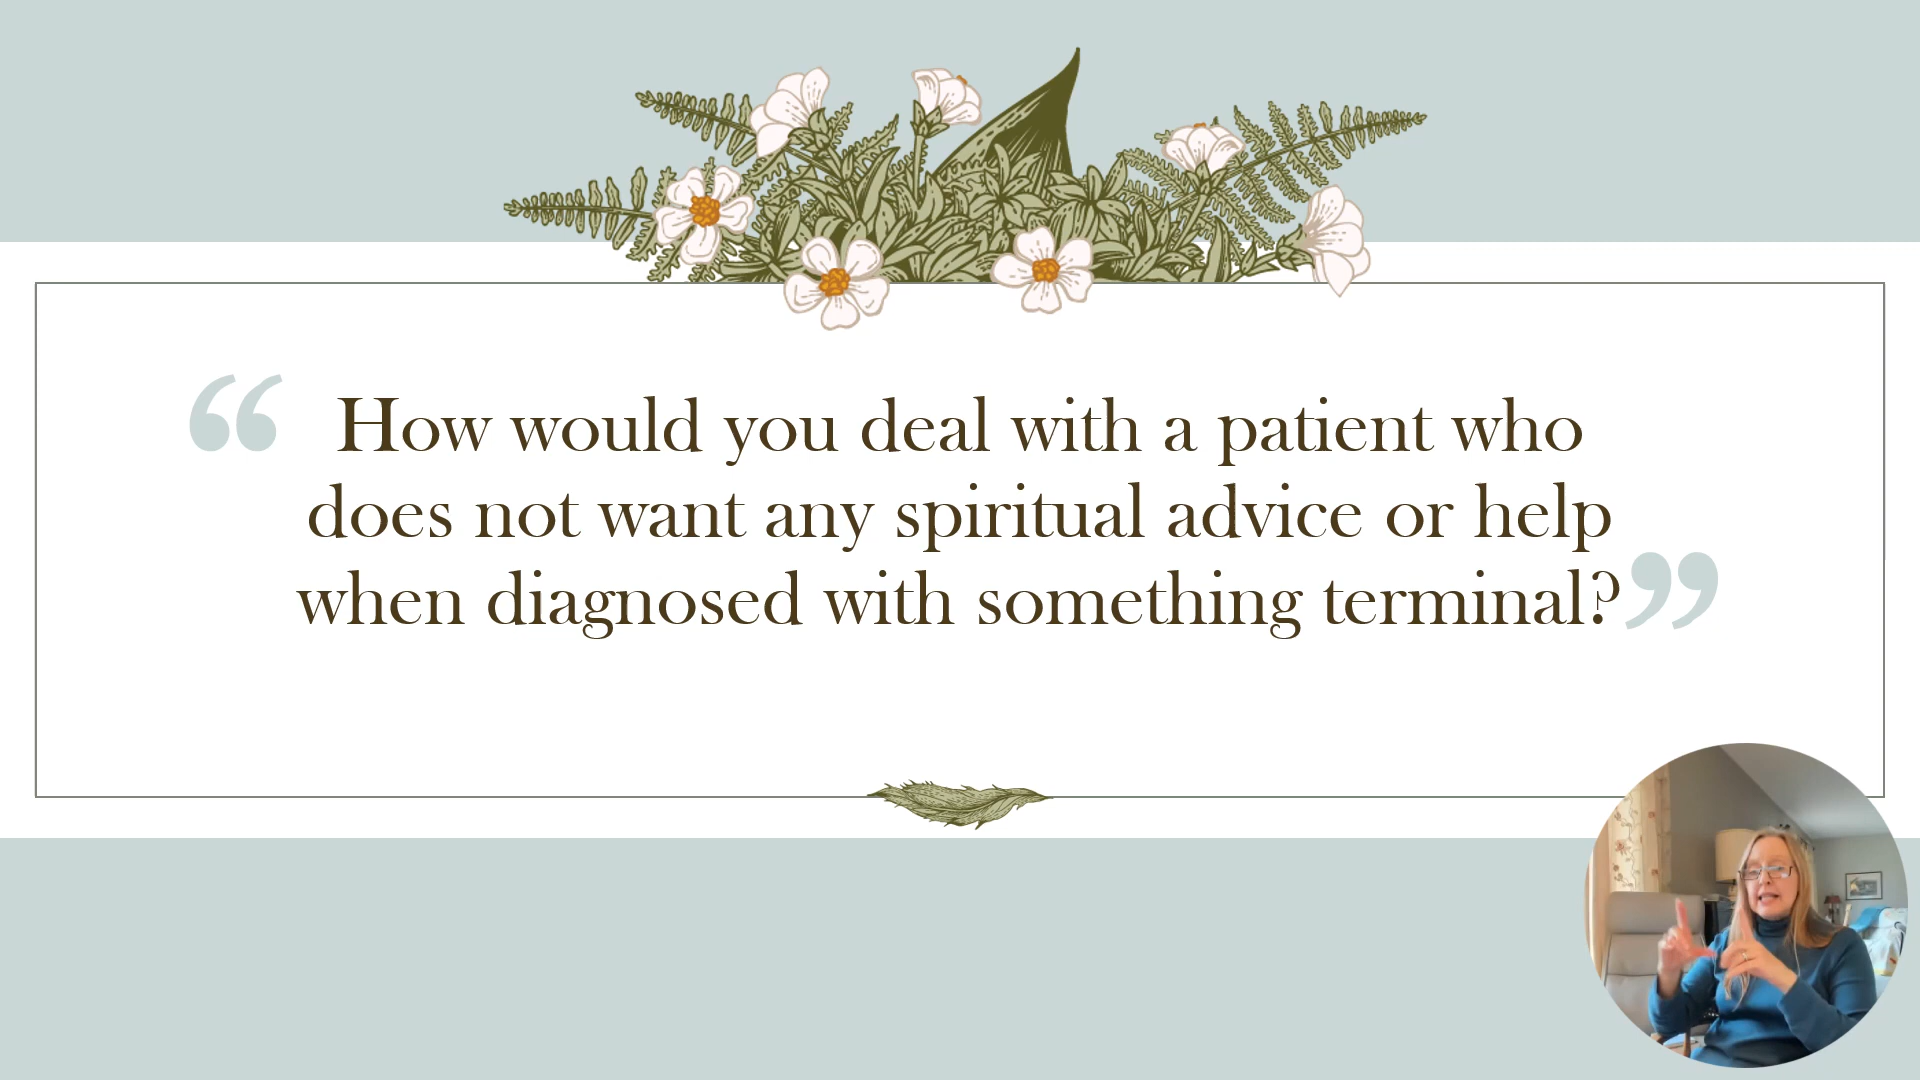 “How would you deal with a patient who
does not want any spiritual advice or help
when diagnosed with something terminal?”